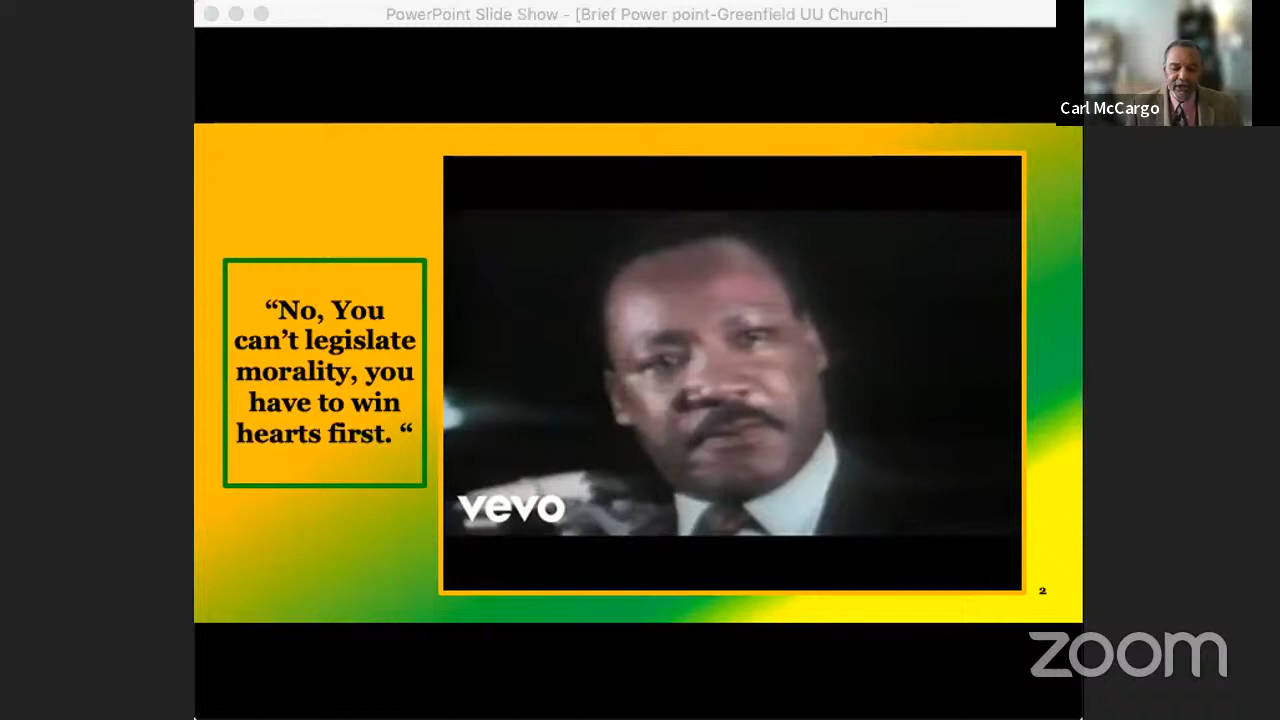 PowerPoint Slide Show - [Brief Power point-Greenfield UU Church]
Carl McCargo
“No, You
can’t legislate
morality, you
have to win
hearts first. “
vevo
2
zoom